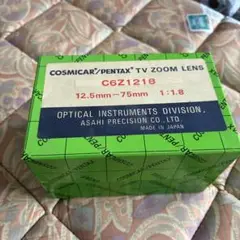 COSMICAR/PENTAX TV ZOOM LENS
C6Z1218
12.5mm—75mm 1:1.8
OPTICAL INSTRUMENTS DIVISION,
ASAHI PRECISION CO., LTD.
MADE IN JAPAN